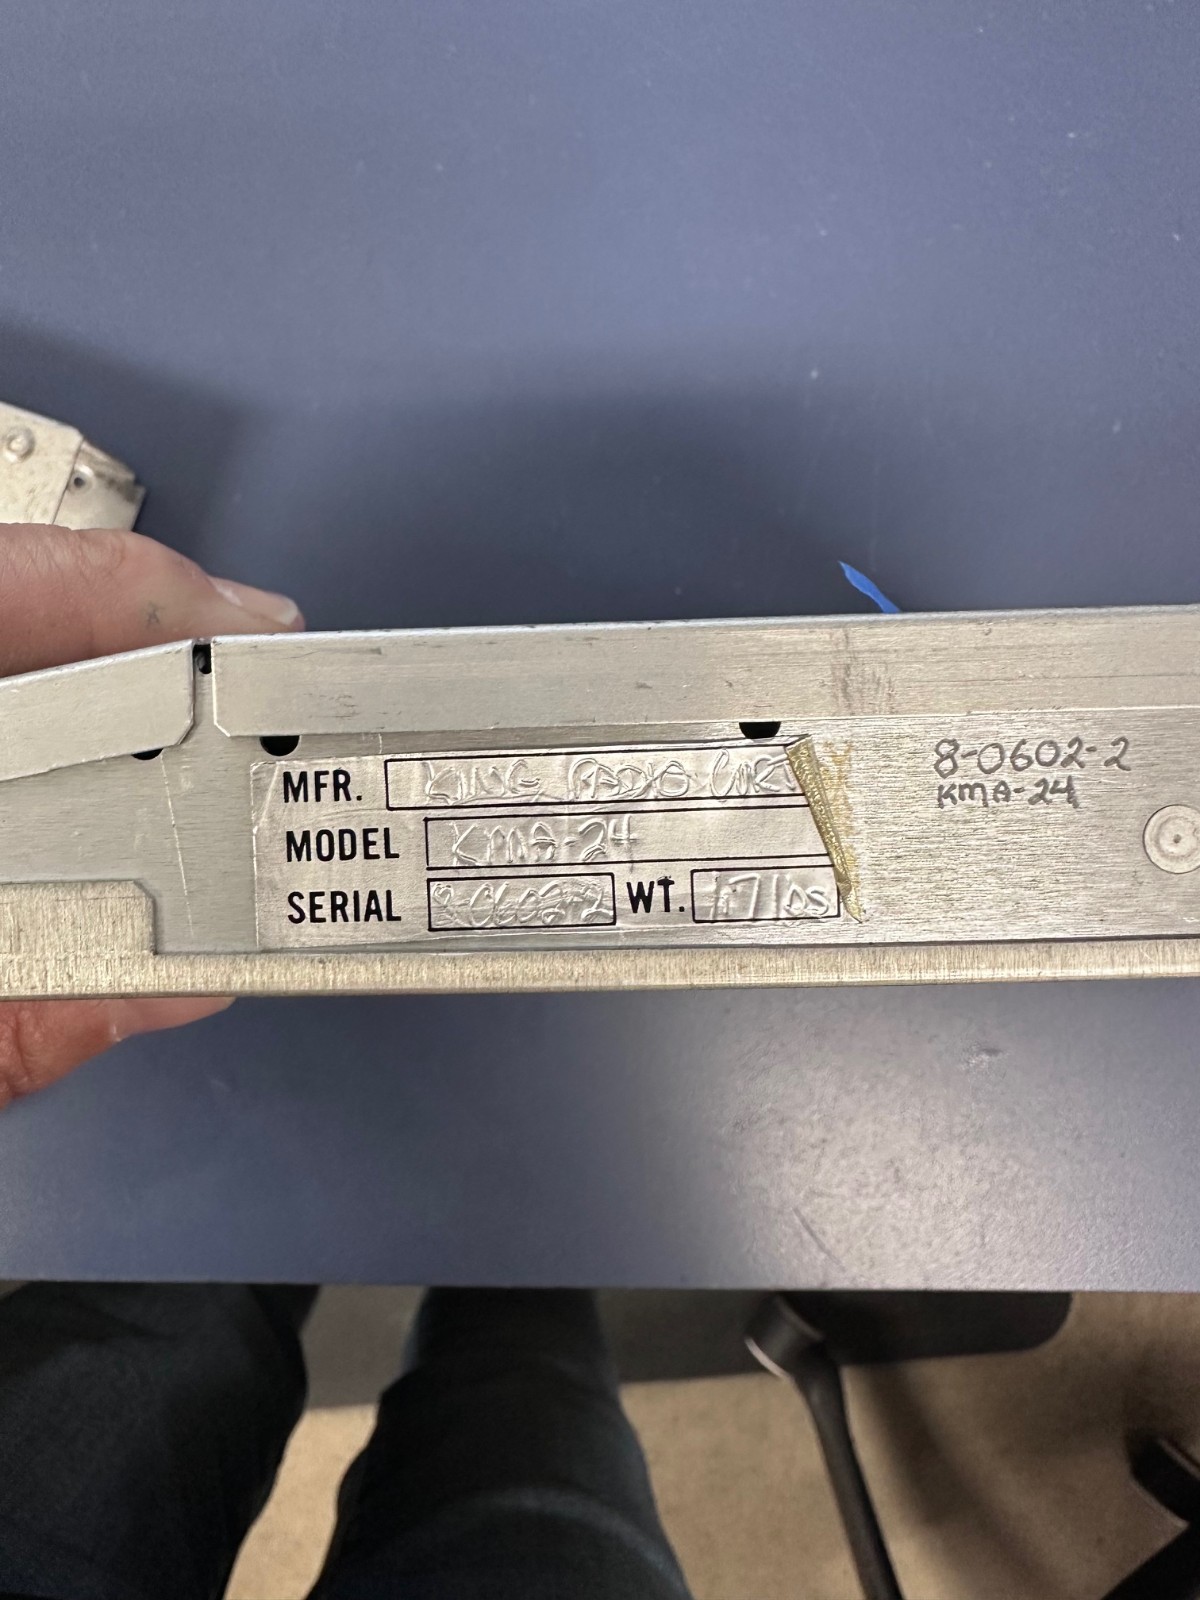 MFR. KING RADIO CORP
MODEL KMA-24
SERIAL 8-0602-2 WT. 1.7 lbs
8-0602-2
KMA-24